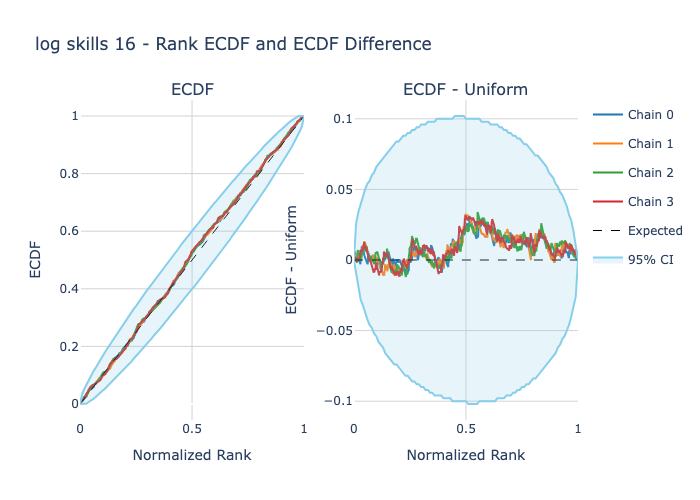 log skills 16 - Rank ECDF and ECDF Difference
ECDF
ECDF - Uniform
1
0.8
0.6
0.4
0.2
0
0
0.5
1
ECDF
Normalized Rank
0.1
0.05
0
−0.05
−0.1
0
0.5
1
ECDF - Uniform
Normalized Rank
Chain 0
Chain 1
Chain 2
Chain 3
Expected
95% CI